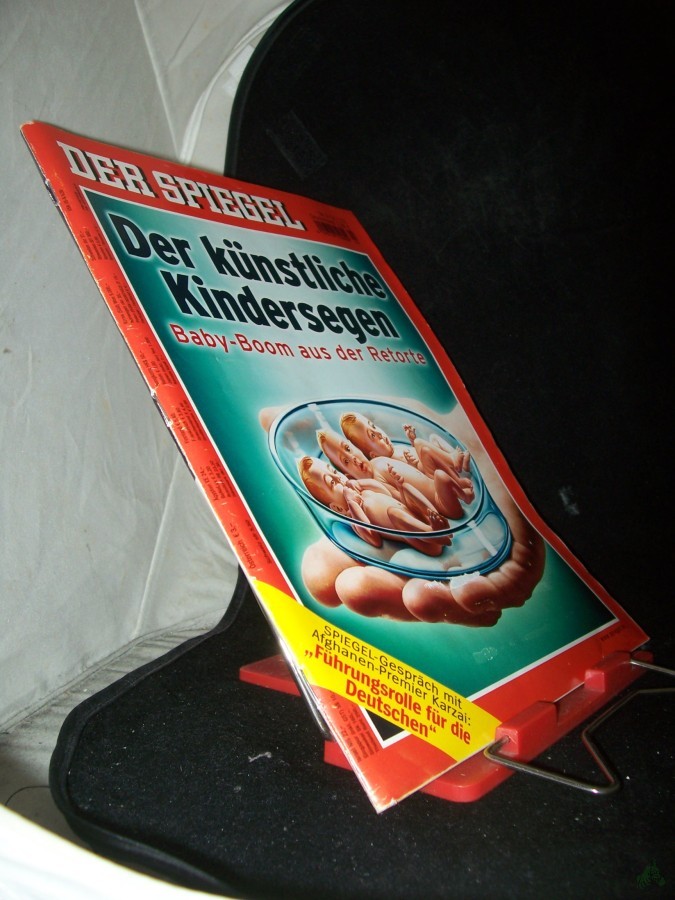 DER SPIEGEL
Der künstliche
Kindersegen
Baby-Boom aus der Retorte
SPIEGEL-Gespräch mit
Afghanen-Premier Karzai:
„Führungsrolle für die
Deutschen“